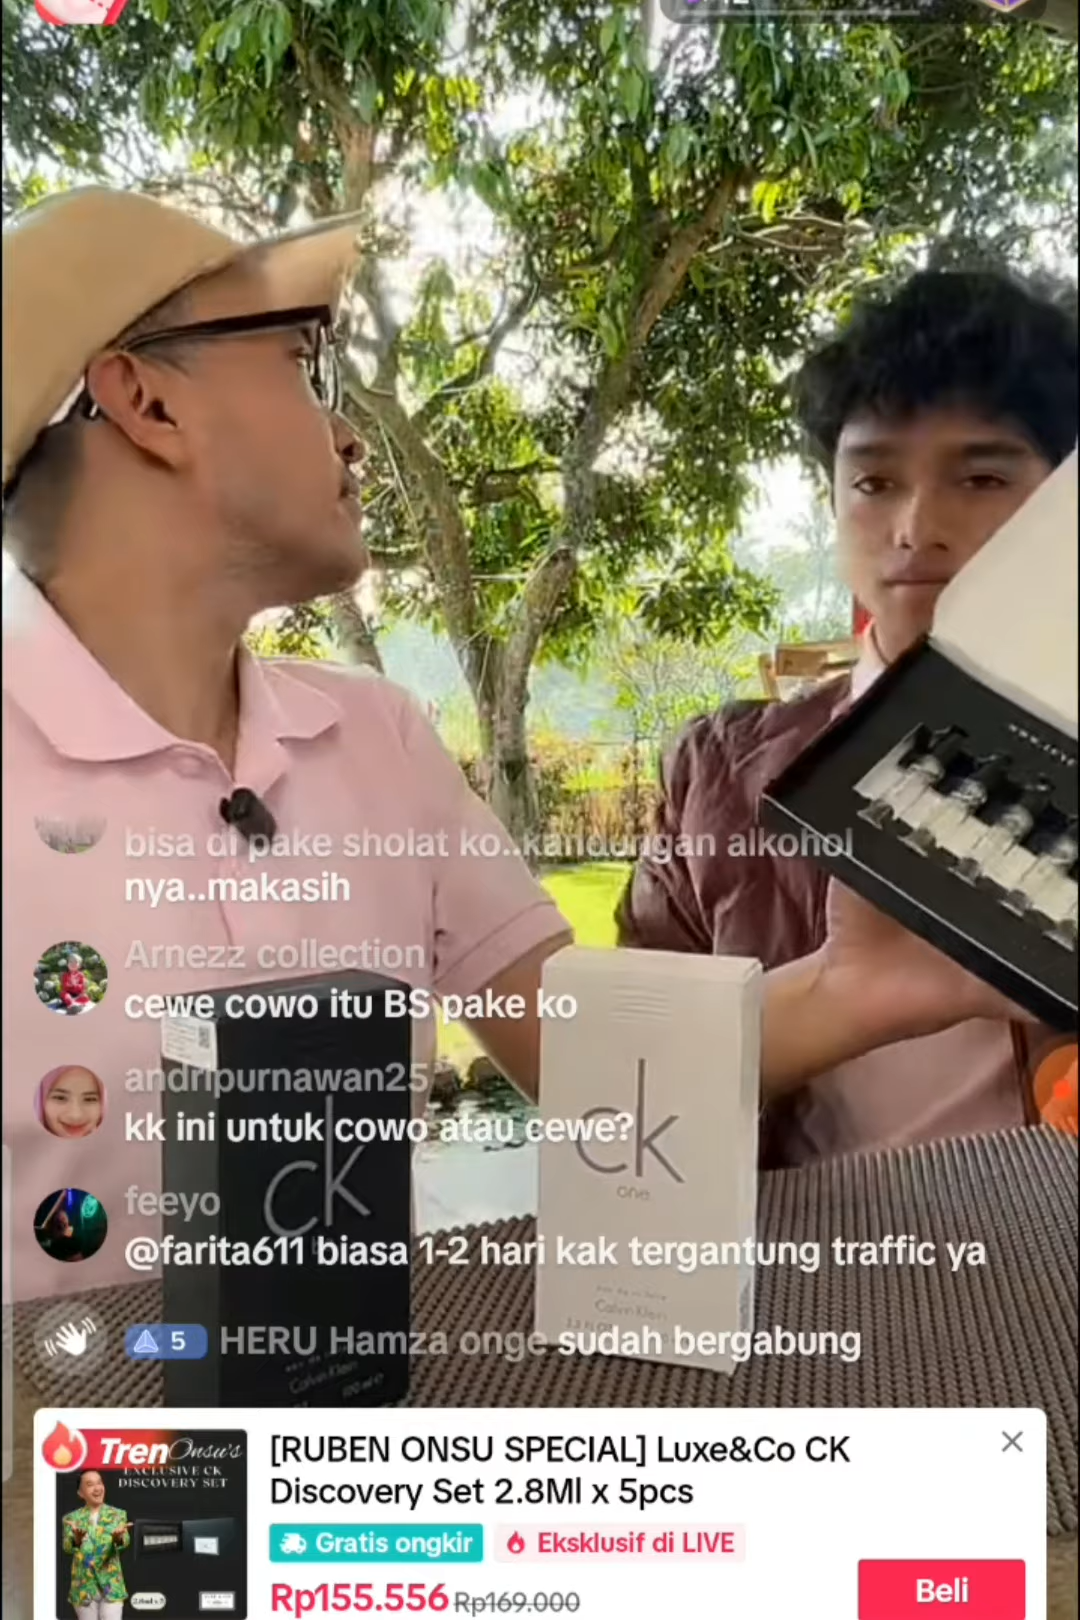 bisa di pake sholat ko..kandungan alkohol
nya..makasih
Arnezz collection
cewe cowo itu BS pake ko
andripurnawan25
kk ini untuk cowo atau cewe?
feeyo
@farita611 biasa 1-2 hari kak tergantung traffic ya
5 HERU Hamza onge sudah bergabung
ck
Calvin Klein
ck
one
Calvin Klein
Tren
Onsu's
EXCLUSIVE CK
DISCOVERY SET
[RUBEN ONSU SPECIAL] Luxe&Co CK
Discovery Set 2.8Ml x 5pcs
Gratis ongkir
Eksklusif di LIVE
Rp155.556 Rp169.000
Beli